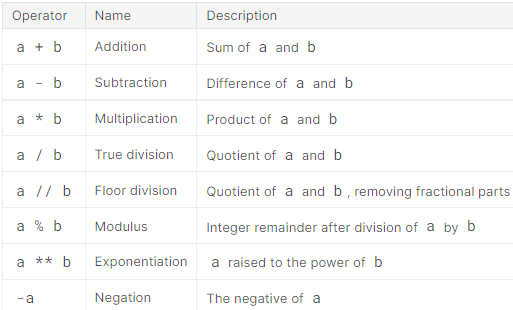 Operator Name Description
a + b Addition Sum of a and b
a - b Subtraction Difference of a and b
a * b Multiplication Product of a and b
a / b True division Quotient of a and b
a // b Floor division Quotient of a and b , removing fractional parts
a % b Modulus Integer remainder after division of a by b
a ** b Exponentiation a raised to the power of b
-a Negation The negative of a